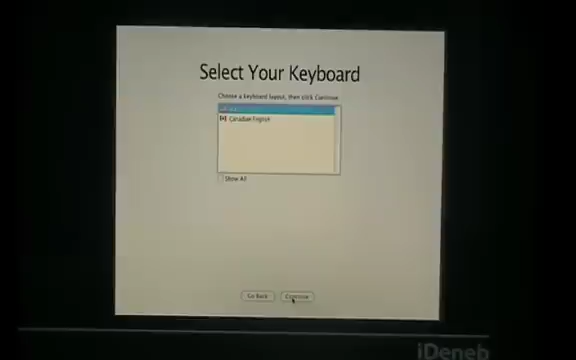 Select Your Keyboard
Choose a keyboard layout, then click Continue
Canadian English
Show All
Go Back
Continue
iDeneb